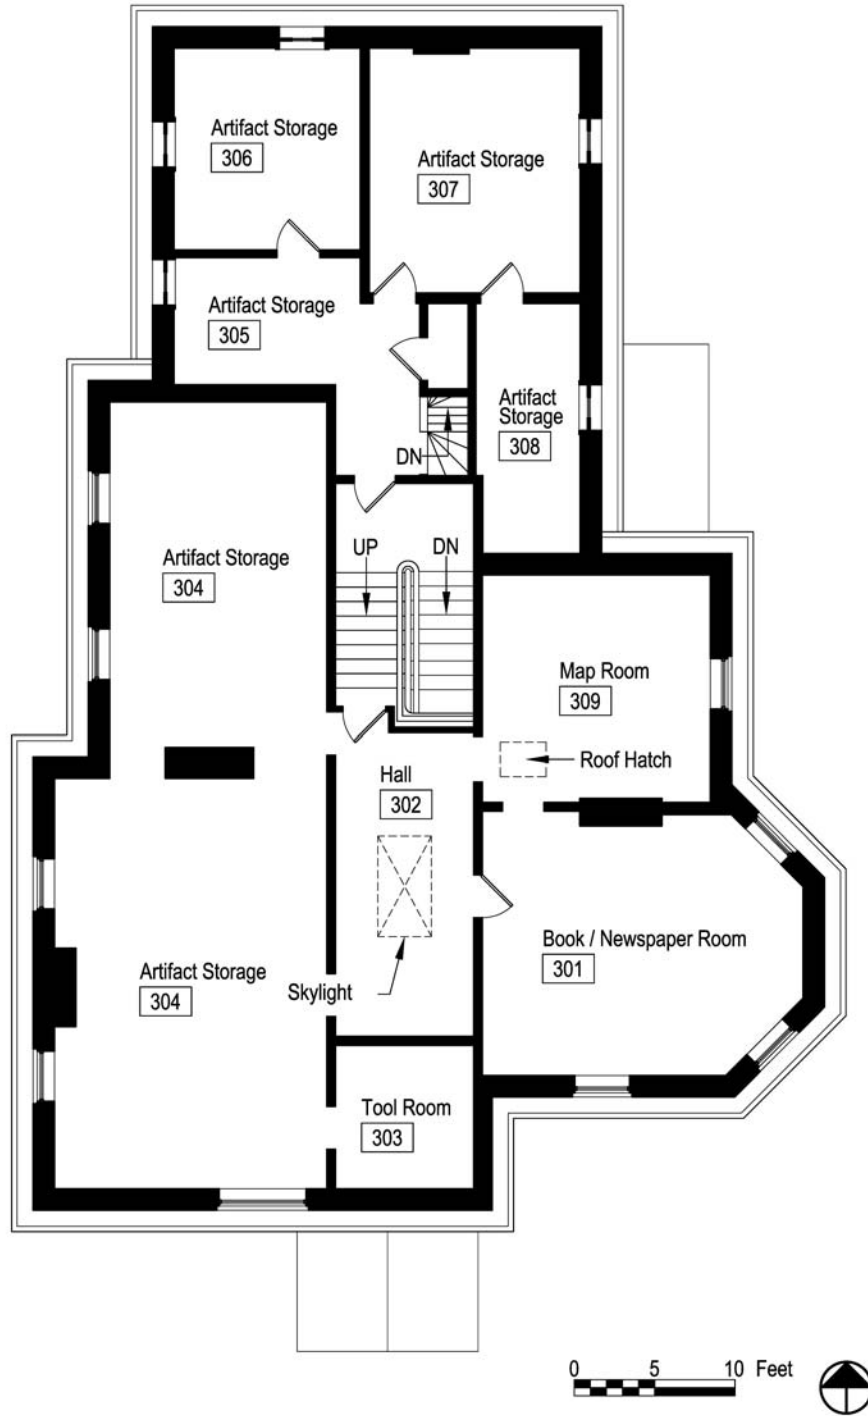 Artifact Storage
306
Artifact Storage
307
Artifact Storage
305
Artifact
Storage
308
DN
UP
DN
Artifact Storage
304
Map Room
309
Roof Hatch
Hall
302
Book / Newspaper Room
301
Artifact Storage
304
Skylight
Tool Room
303
0 5 10 Feet